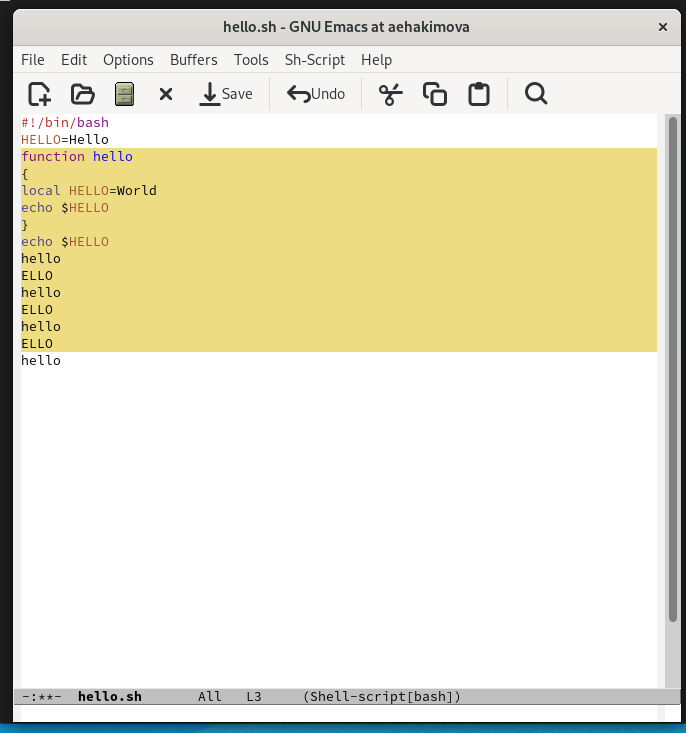 hello.sh - GNU Emacs at aehakimova ×
File Edit Options Buffers Tools Sh-Script Help
Save Undo
#!/bin/bash
HELLO=Hello
function hello
{
local HELLO=World
echo $HELLO
}
echo $HELLO
hello
ELLO
hello
ELLO
hello
ELLO
hello
-:**- hello.sh All L3 (Shell-script[bash])